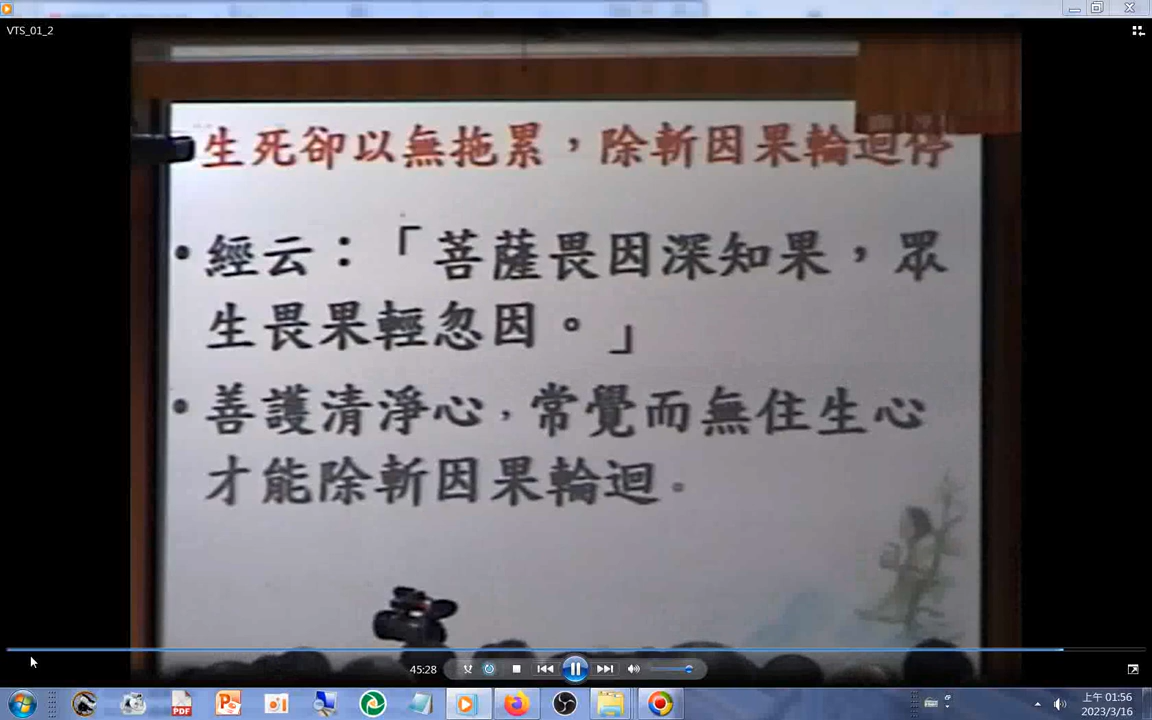 VTS_01_2
生死卻以無拖累，除斬因果輪迴停
•經云：「菩薩畏因深知果，眾
生畏果輕忽因。」
•善護清淨心，常覺而無住生心
才能除斬因果輪迴。
45:28
PDF
上午 01:56
2023/3/16